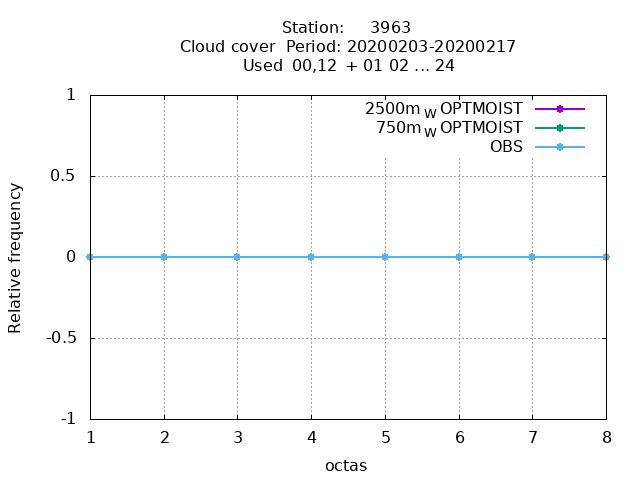 Station: 3963
Cloud cover Period: 20200203-20200217
Used 00,12 + 01 02 ... 24
2500m W OPTMOIST
750m W OPTMOIST
OBS
1
0.5
0
-0.5
-1
Relative frequency
1 2 3 4 5 6 7 8
octas